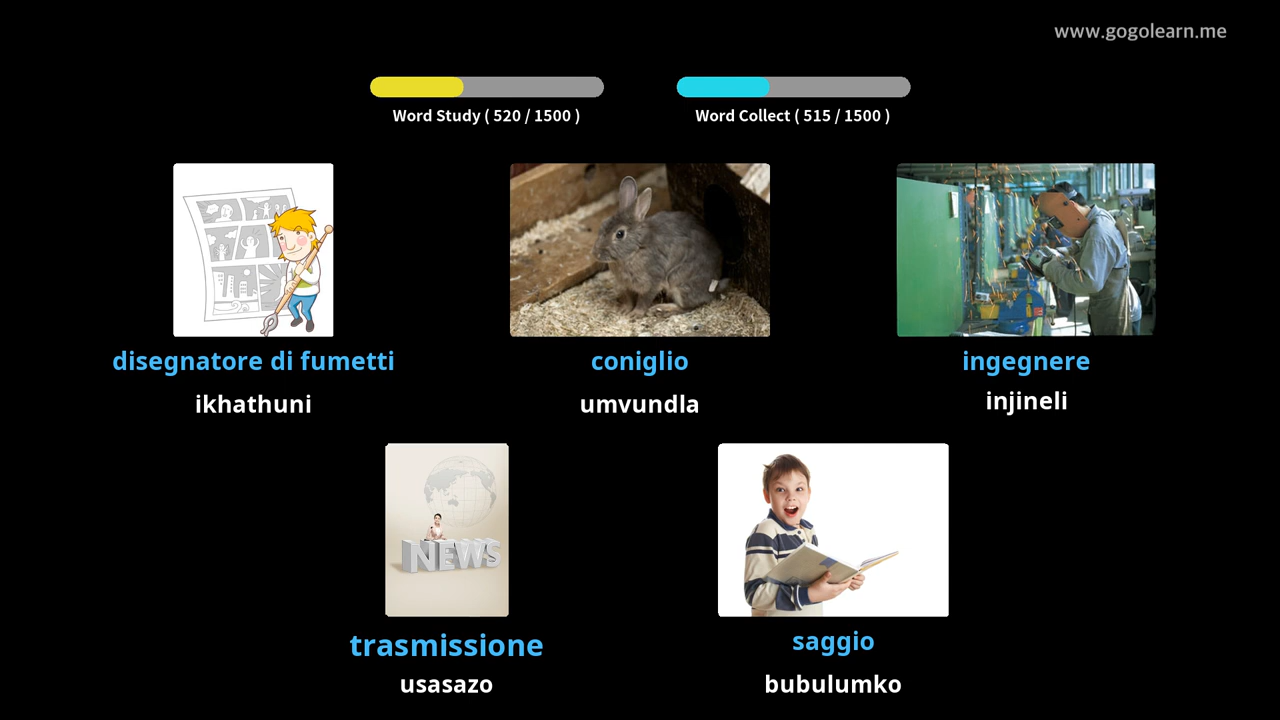 www.gogolearn.me
Word Study ( 520 / 1500 )
Word Collect ( 515 / 1500 )
disegnatore di fumetti
ikhathuni
coniglio
umvundla
ingegnere
injineli
NEWS
trasmissione
usasazo
saggio
bubulumko